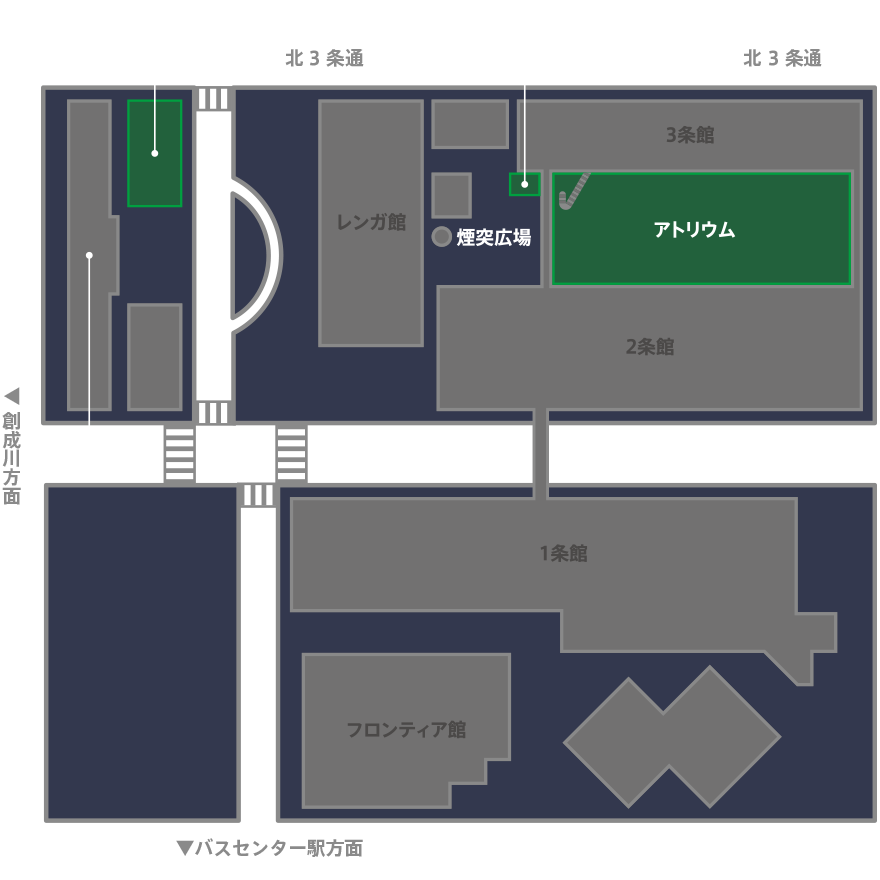 北 3 条通
北 3 条通
3条館
レンガ館
煙突広場
アトリウム
2条館
◀創成川方面
1条館
フロンティア館
▼バスセンター駅方面